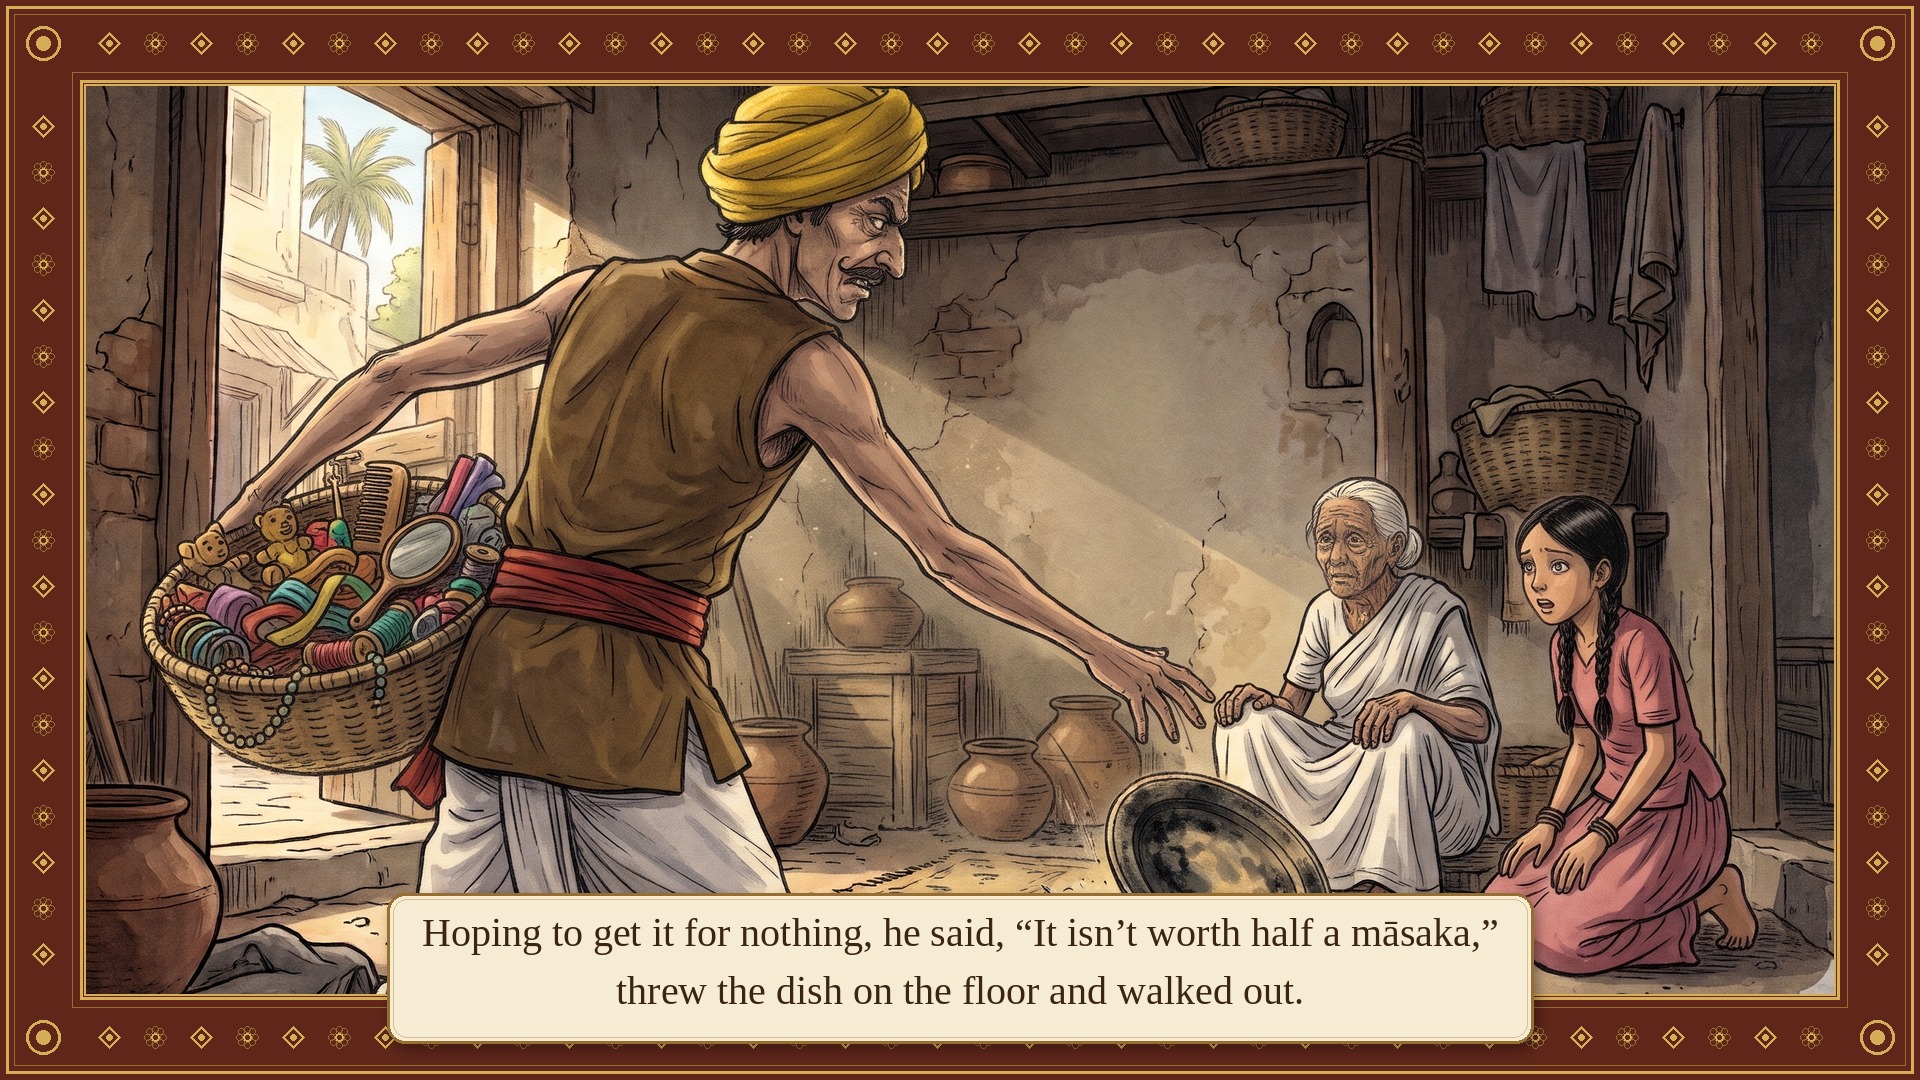 Hoping to get it for nothing, he said, “It isn’t worth half a māsaka,”
threw the dish on the floor and walked out.